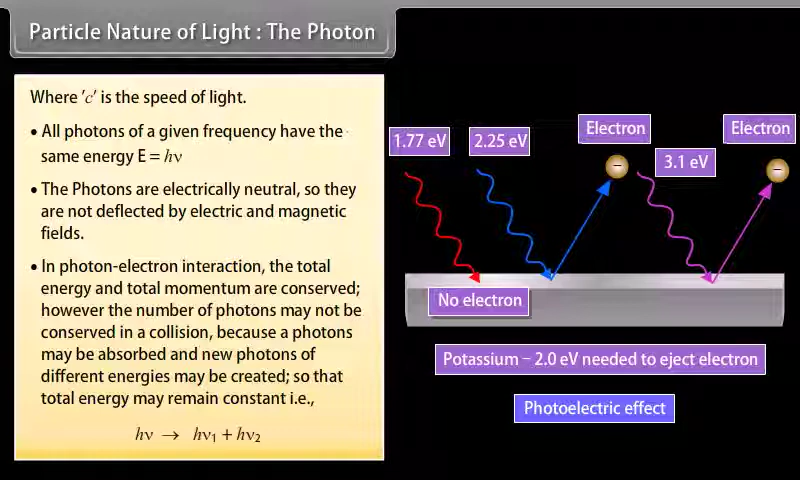 Particle Nature of Light : The Photon
Where 'c' is the speed of light.
• All photons of a given frequency have the
same energy E = hν
• The Photons are electrically neutral, so they
are not deflected by electric and magnetic
fields.
• In photon-electron interaction, the total
energy and total momentum are conserved;
however the number of photons may not be
conserved in a collision, because a photons
may be absorbed and new photons of
different energies may be created; so that
total energy may remain constant i.e.,
hν → hν₁ + hν₂
1.77 eV
2.25 eV
Electron
3.1 eV
Electron
−
−
No electron
Potassium − 2.0 eV needed to eject electron
Photoelectric effect